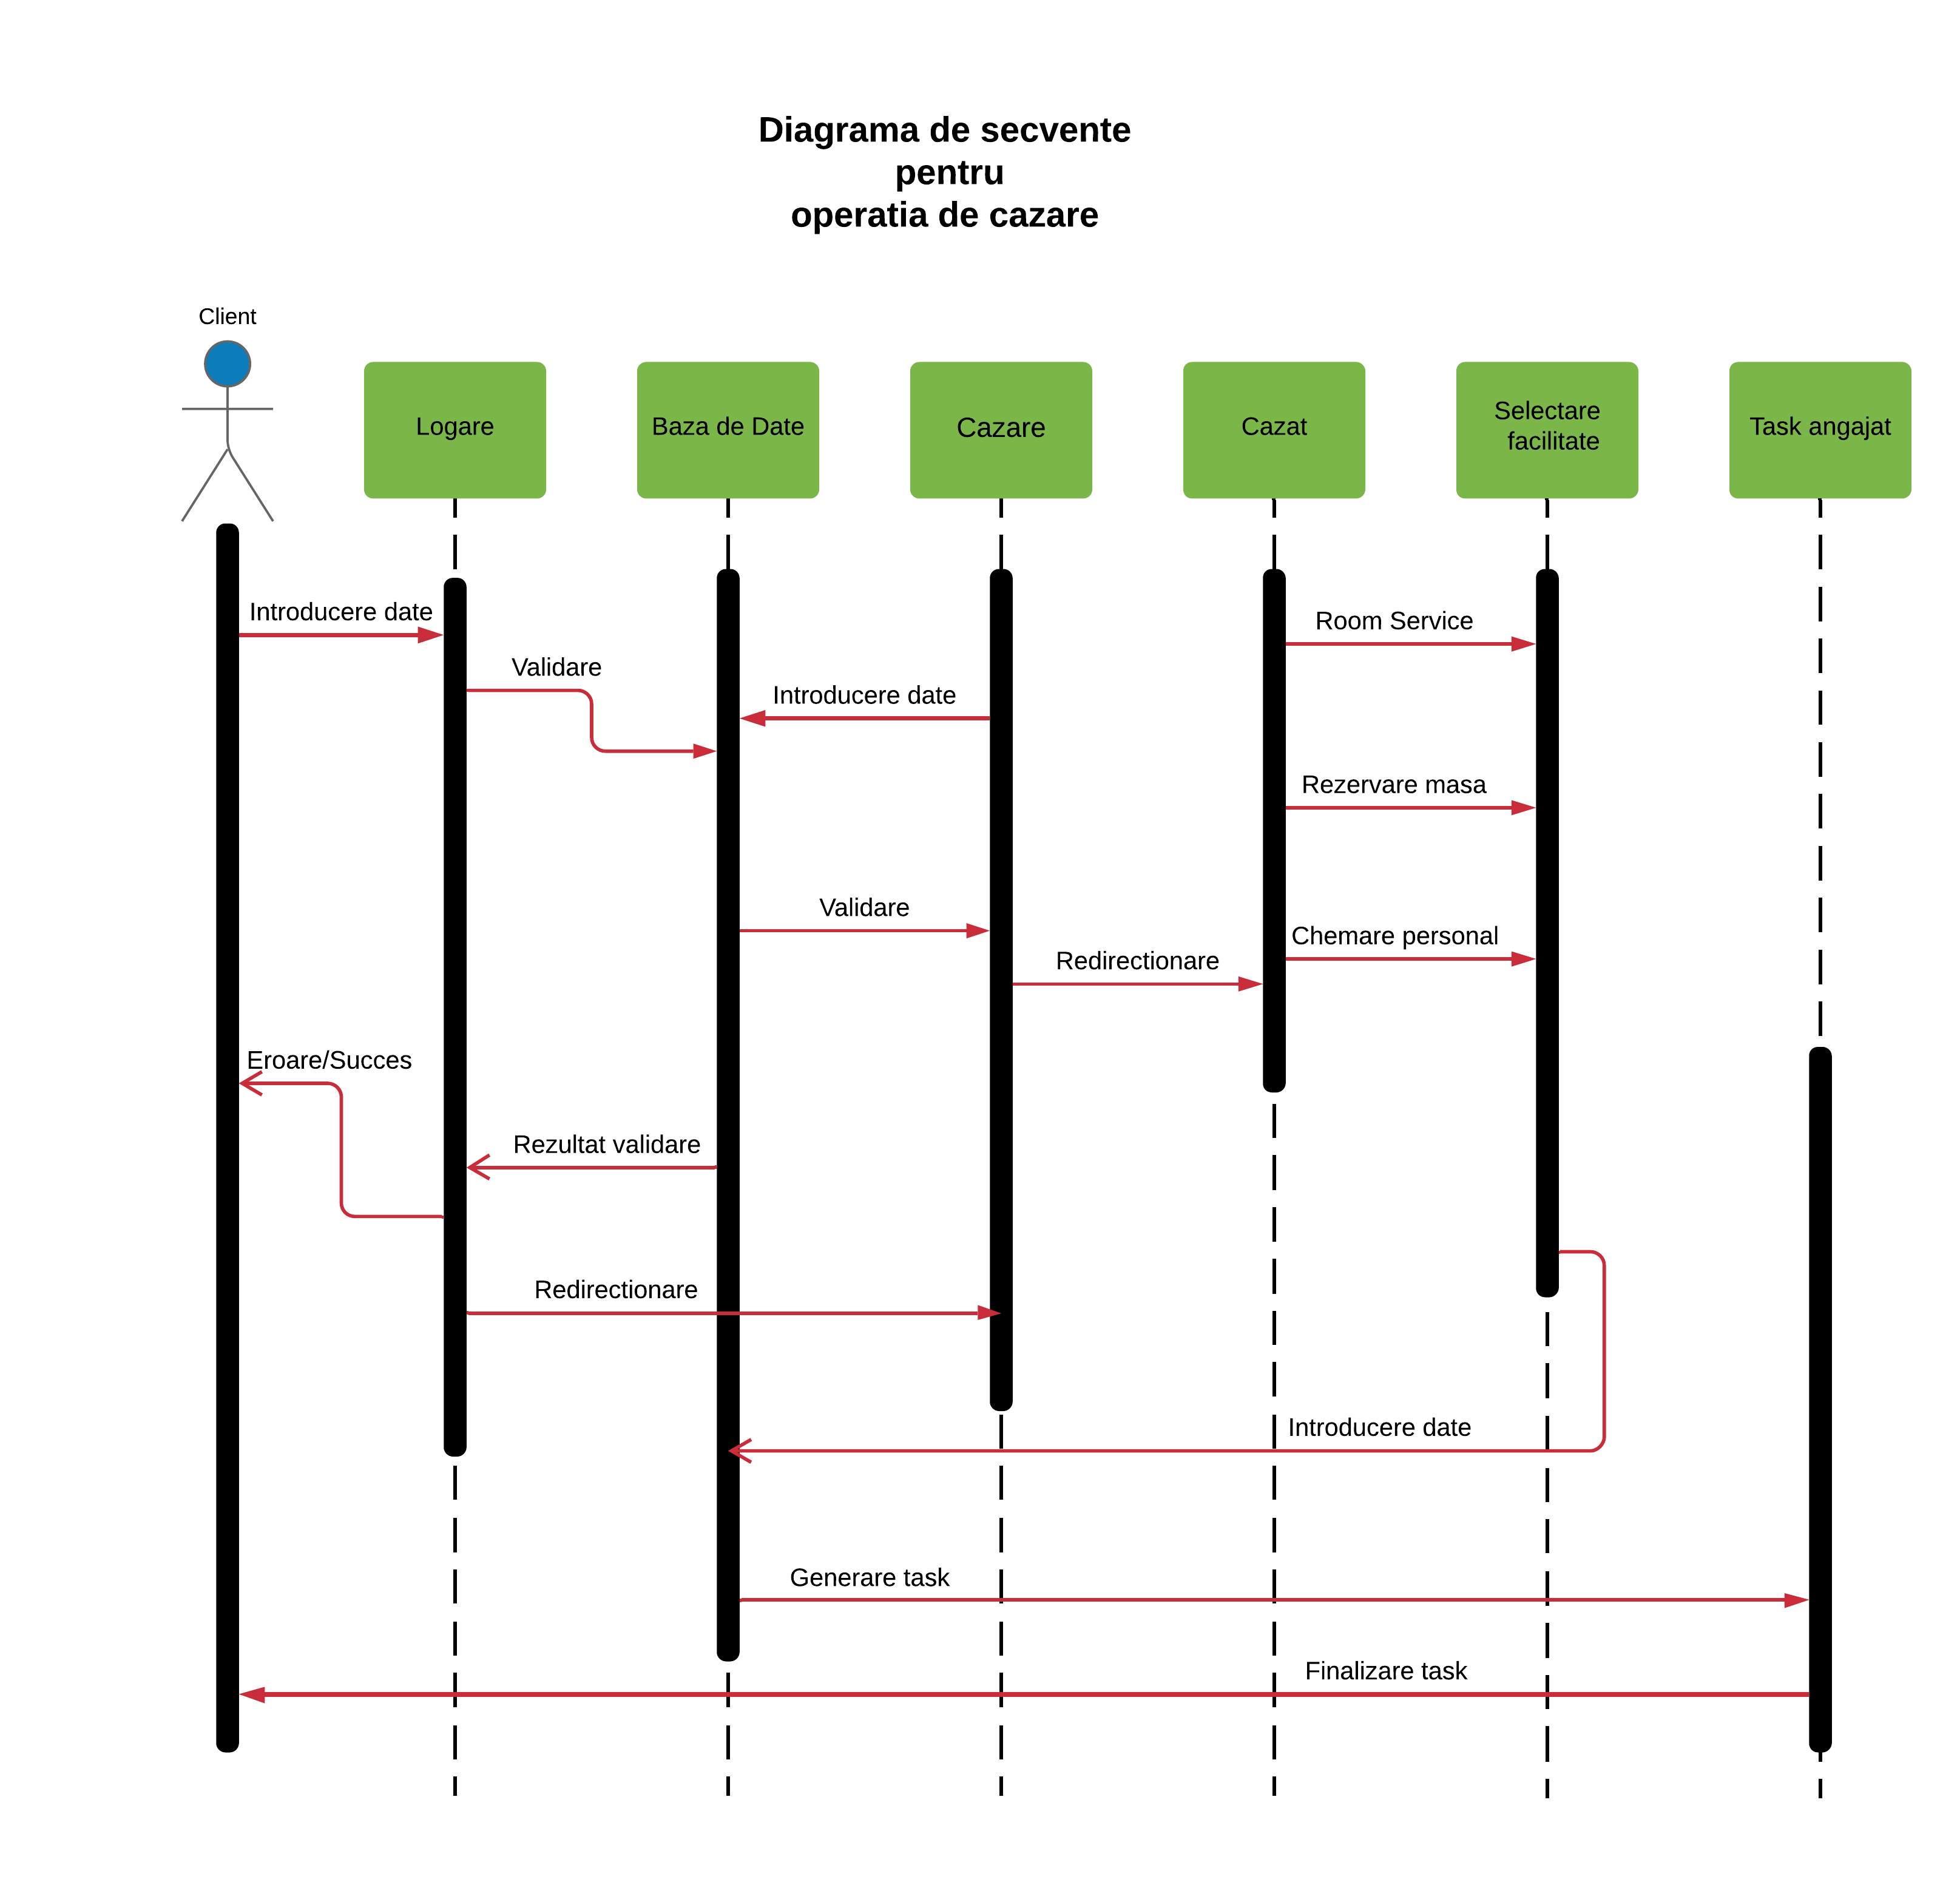 Diagrama de secvente
pentru
operatia de cazare
Client
Logare
Baza de Date
Cazare
Cazat
Selectare
facilitate
Task angajat
Introducere date
Room Service
Validare
Introducere date
Rezervare masa
Validare
Chemare personal
Redirectionare
Eroare/Succes
Rezultat validare
Redirectionare
Introducere date
Generare task
Finalizare task